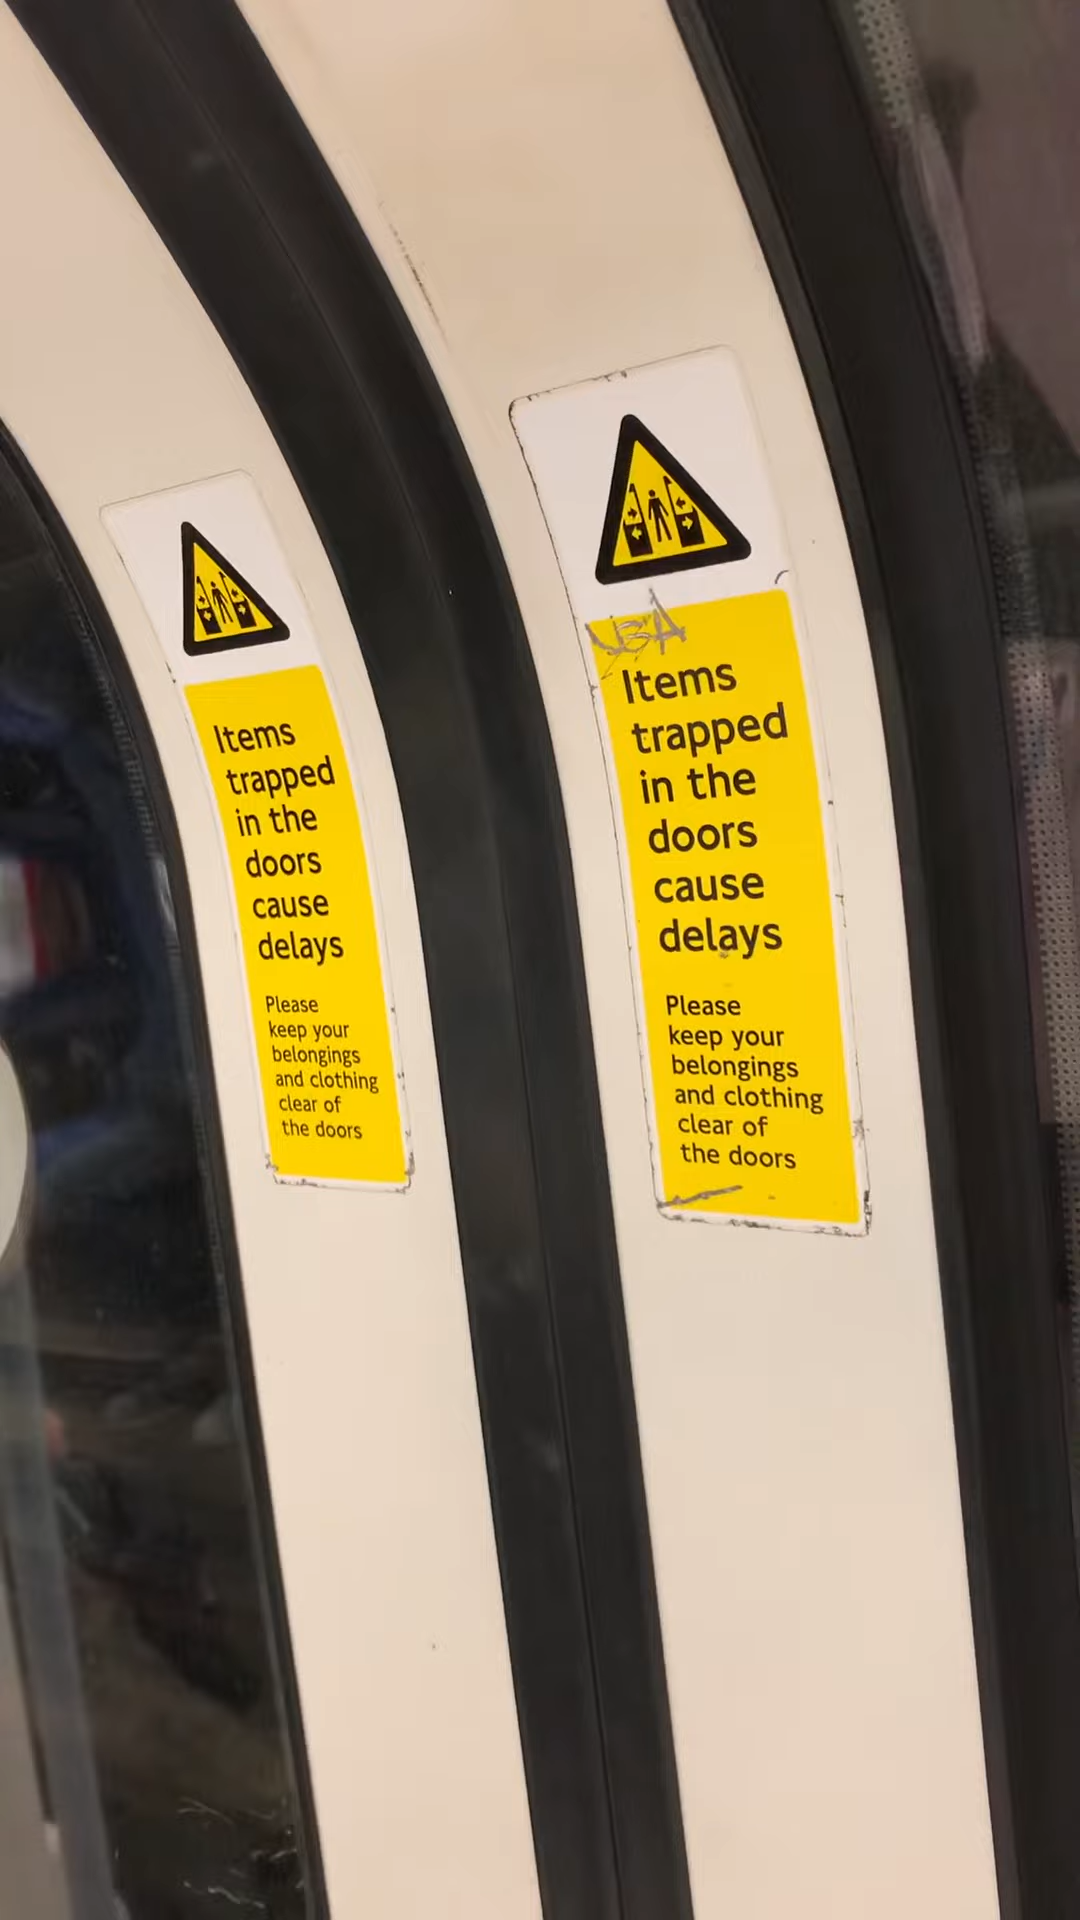 Items
trapped
in the
doors
cause
delays
Please
keep your
belongings
and clothing
clear of
the doors
Items
trapped
in the
doors
cause
delays
Please
keep your
belongings
and clothing
clear of
the doors